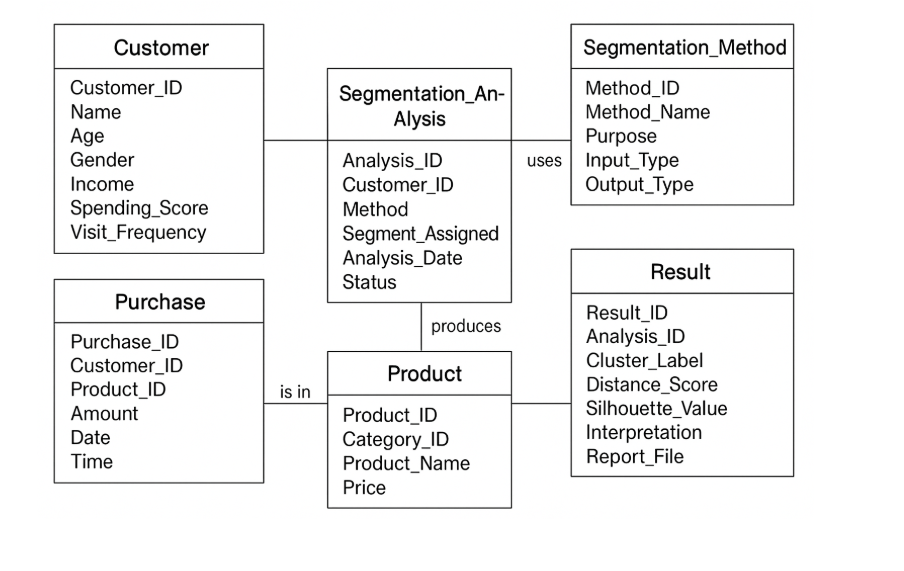 Customer
Customer_ID
Name
Age
Gender
Income
Spending_Score
Visit_Frequency
Segmentation_An-
Alysis
Analysis_ID
Customer_ID
Method
Segment_Assigned
Analysis_Date
Status
uses
Segmentation_Method
Method_ID
Method_Name
Purpose
Input_Type
Output_Type
Purchase
Purchase_ID
Customer_ID
Product_ID
Amount
Date
Time
is in
produces
Product
Product_ID
Category_ID
Product_Name
Price
Result
Result_ID
Analysis_ID
Cluster_Label
Distance_Score
Silhouette_Value
Interpretation
Report_File